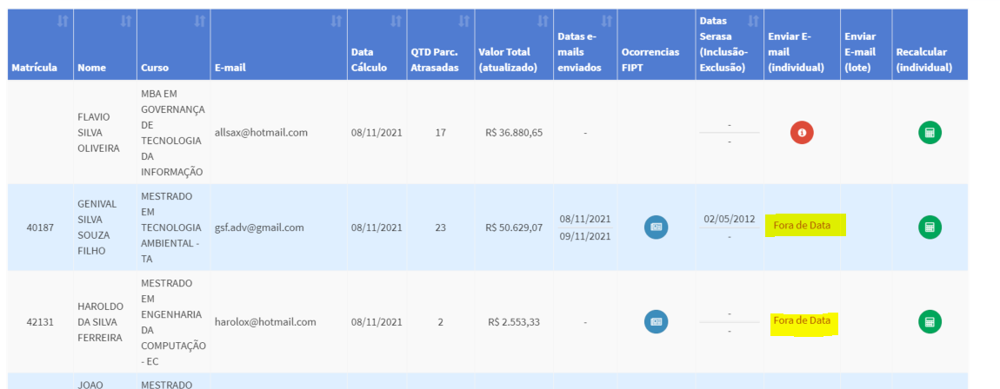 Matrícula
Nome
Curso
E-mail
Data
Cálculo
QTD Parc.
Atrasadas
Valor Total
(atualizado)
Datas e-
mails
enviados
Ocorrencias
FIPT
Datas
Serasa
(Inclusão-
Exclusão)
Enviar E-
mail
(individual)
Enviar
E-mail
(lote)
Recalcular
(individual)
FLAVIO
SILVA
OLIVEIRA
MBA EM
GOVERNANÇA
DE
TECNOLOGIA
DA
INFORMAÇÃO
allsax@hotmail.com
08/11/2021
17
R$ 36.880,65
-
-
-
40187
GENIVAL
SILVA
SOUZA
FILHO
MESTRADO
EM
TECNOLOGIA
AMBIENTAL -
TA
gsf.adv@gmail.com
08/11/2021
23
R$ 50.629,07
08/11/2021
09/11/2021
02/05/2012
-
Fora de Data
42131
HAROLDO
DA SILVA
FERREIRA
MESTRADO
EM
ENGENHARIA
DA
COMPUTAÇÃO
- EC
harolox@hotmail.com
08/11/2021
2
R$ 2.553,33
-
-
-
Fora de Data
JOAO
MESTRADO